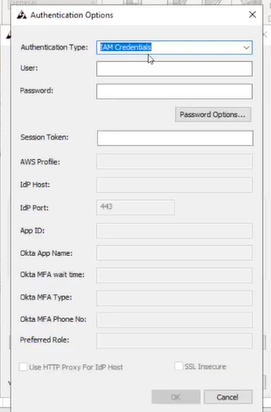 Authentication Options
Authentication Type: IAM Credentials
User:
Password:
Password Options...
Session Token:
AWS Profile:
IdP Host:
IdP Port: 443
App ID:
Okta App Name:
Okta MFA wait time:
Okta MFA Type:
Okta MFA Phone No:
Preferred Role:
Use HTTP Proxy For IdP Host SSL Insecure
OK Cancel